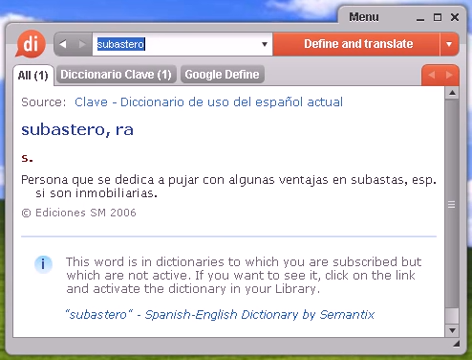 Menu
di
subastero
Define and translate
All (1)
Diccionario Clave (1)
Google Define
Source: Clave - Diccionario de uso del español actual
subastero, ra
s.
Persona que se dedica a pujar con algunas ventajas en subastas, esp.
si son inmobiliarias.
© Ediciones SM 2006
i
This word is in dictionaries to which you are subscribed but
which are not active. If you want to see it, click on the link
and activate the dictionary in your Library.
"subastero" - Spanish-English Dictionary by Semantix